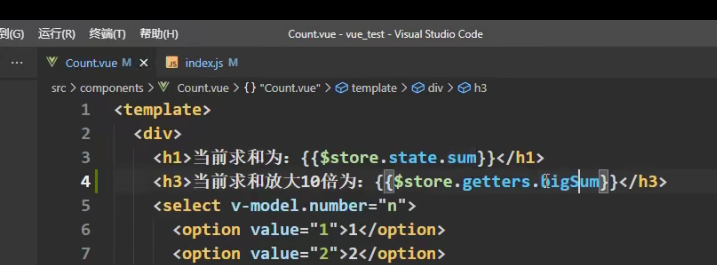 到(G) 运行(R) 终端(T) 帮助(H) Count.vue - vue_test - Visual Studio Code
··· Count.vue M × JS index.js M
src > components > Count.vue > {} "Count.vue" > template > div > h3
1 <template>
2 <div>
3 <h1>当前求和为：{{$store.state.sum}}</h1>
4 <h3>当前求和放大10倍为：{{$store.getters.bigSum}}</h3>
5 <select v-model.number="n">
6 <option value="1">1</option>
7 <option value="2">2</option>